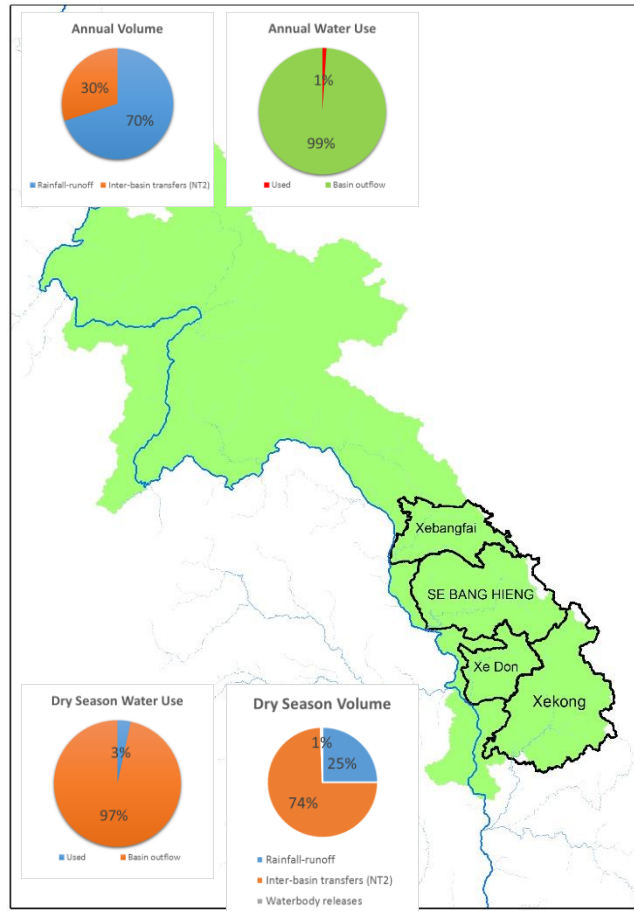 Annual Volume
30%
70%
Rainfall-runoff Inter-basin transfers (NT2)
Annual Water Use
1%
99%
Used Basin outflow
Xebangfai
SE BANG HIENG
Xe Don
Xekong
Dry Season Water Use
3%
97%
Used Basin outflow
Dry Season Volume
1%
25%
74%
Rainfall-runoff
Inter-basin transfers (NT2)
Waterbody releases